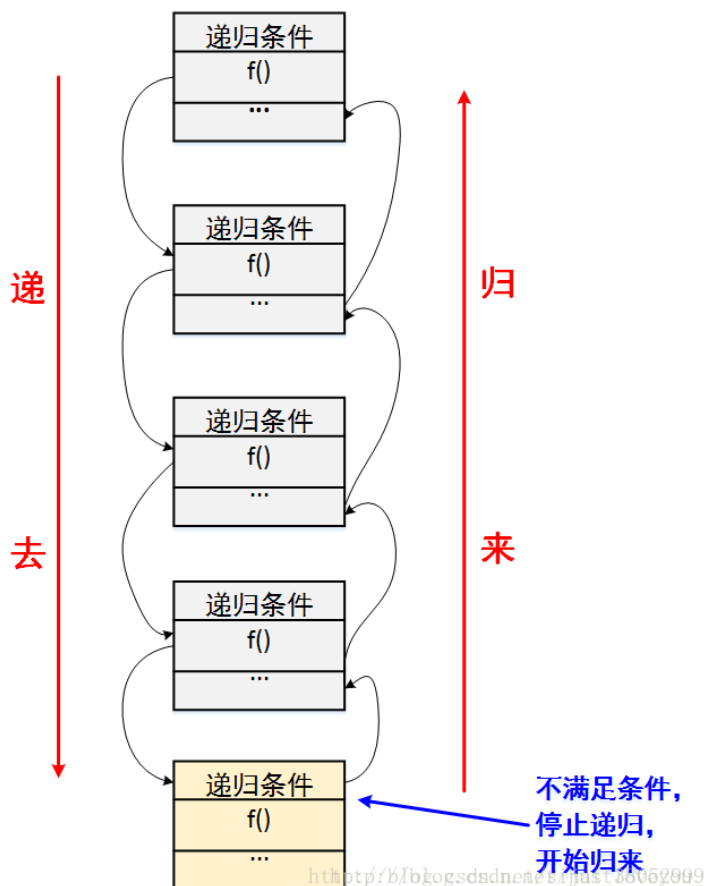 递归条件
f()
...
递归条件
f()
...
递
归
递归条件
f()
...
去
来
递归条件
f()
...
递归条件
f()
...
不满足条件，
停止递归，
开始归来